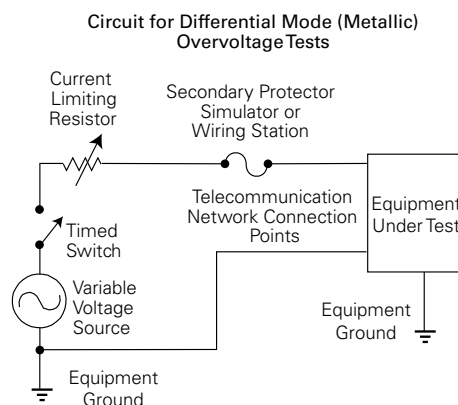 Circuit for Differential Mode (Metallic)
Overvoltage Tests
Current
Limiting
Resistor
Secondary Protector
Simulator or
Wiring Station
Telecommunication
Network Connection
Points
Equipment
Under Test
Timed
Switch
Variable
Voltage
Source
Equipment
Ground
Equipment
Ground